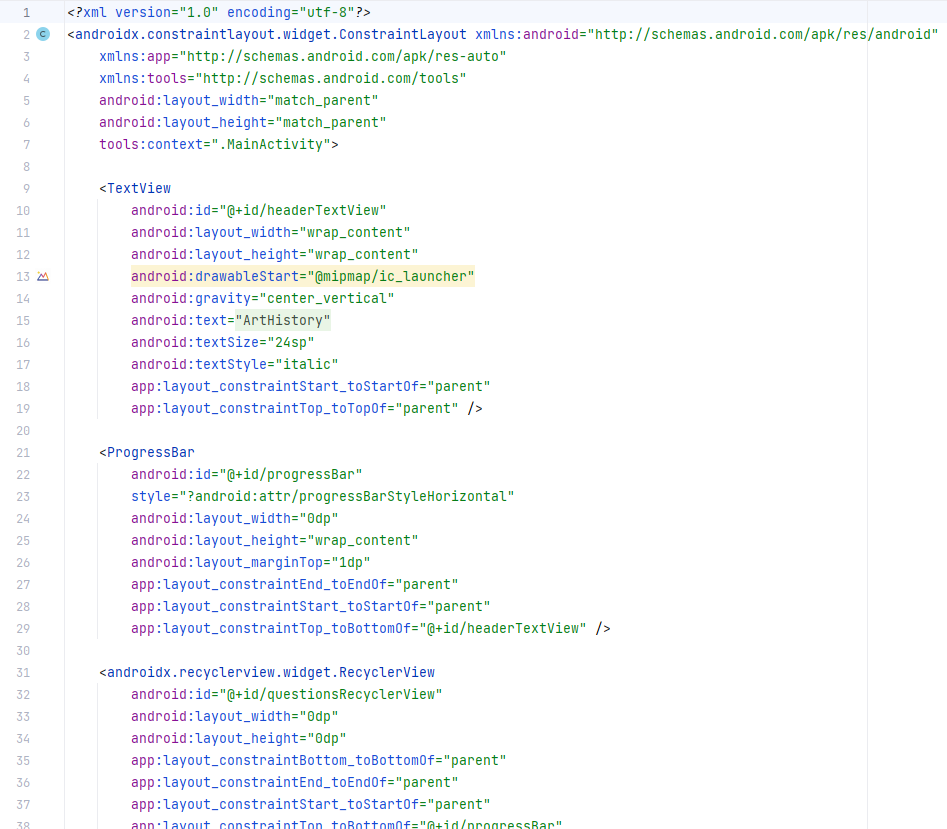 1 <?xml version="1.0" encoding="utf-8"?>
2 C <androidx.constraintlayout.widget.ConstraintLayout xmlns:android="http://schemas.android.com/apk/res/android"
3 xmlns:app="http://schemas.android.com/apk/res-auto"
4 xmlns:tools="http://schemas.android.com/tools"
5 android:layout_width="match_parent"
6 android:layout_height="match_parent"
7 tools:context=".MainActivity">
8
9 <TextView
10 android:id="@+id/headerTextView"
11 android:layout_width="wrap_content"
12 android:layout_height="wrap_content"
13 android:drawableStart="@mipmap/ic_launcher"
14 android:gravity="center_vertical"
15 android:text="ArtHistory"
16 android:textSize="24sp"
17 android:textStyle="italic"
18 app:layout_constraintStart_toStartOf="parent"
19 app:layout_constraintTop_toTopOf="parent" />
20
21 <ProgressBar
22 android:id="@+id/progressBar"
23 style="?android:attr/progressBarStyleHorizontal"
24 android:layout_width="0dp"
25 android:layout_height="wrap_content"
26 android:layout_marginTop="1dp"
27 app:layout_constraintEnd_toEndOf="parent"
28 app:layout_constraintStart_toStartOf="parent"
29 app:layout_constraintTop_toBottomOf="@+id/headerTextView" />
30
31 <androidx.recyclerview.widget.RecyclerView
32 android:id="@+id/questionsRecyclerView"
33 android:layout_width="0dp"
34 android:layout_height="0dp"
35 app:layout_constraintBottom_toBottomOf="parent"
36 app:layout_constraintEnd_toEndOf="parent"
37 app:layout_constraintStart_toStartOf="parent"
38 app:layout_constraintTop_toBottomOf="@+id/progressBar"